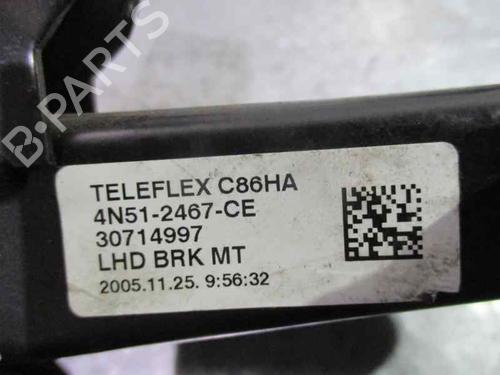 B-PARTS
TELEFLEX C86HA
4N51-2467-CE
30714997
LHD BRK MT
2005.11.25. 9:56:32